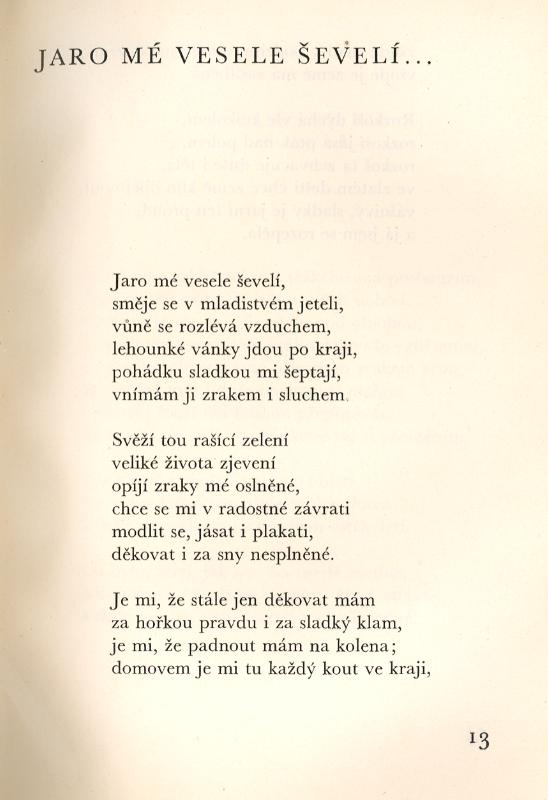 JARO MÉ VESELE ŠEVELÍ...
Jaro mé vesele ševelí,
směje se v mladistvém jeteli,
vůně se rozlévá vzduchem,
lehounké vánky jdou po kraji,
pohádku sladkou mi šeptají,
vnímám ji zrakem i sluchem.
Svěží tou rašící zelení
veliké života zjevení
opíjí zraky mé oslněné,
chce se mi v radostné závrati
modlit se, jásat i plakati,
děkovat i za sny nesplněné.
Je mi, že stále jen děkovat mám
za hořkou pravdu i za sladký klam,
je mi, že padnout mám na kolena;
domovem je mi tu každý kout ve kraji,
13